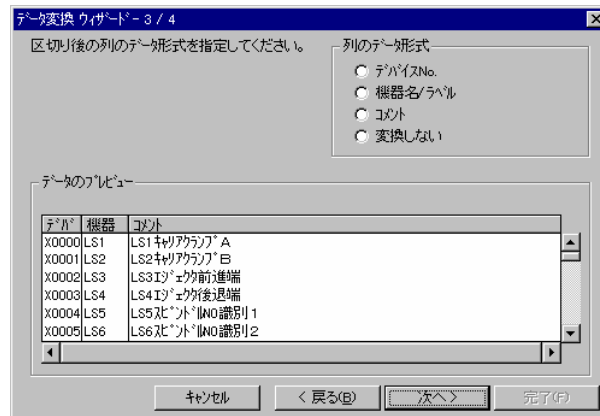 データ変換 ウィザード - 3 / 4
区切り後の列のデータ形式を指定してください。
列のデータ形式
デバイスNo.
機器名/ラベル
コメント
変換しない
データのプレビュー
デバ 機器 コメント
X0000 LS1 LS1キャリアクランプA
X0001 LS2 LS2キャリアクランプB
X0002 LS3 LS3エジェクタ前進端
X0003 LS4 LS4エジェクタ後退端
X0004 LS5 LS5スピンドルNO識別1
X0005 LS6 LS6スピンドルNO識別2
キャンセル < 戻る(B) 次へ > 完了(F)